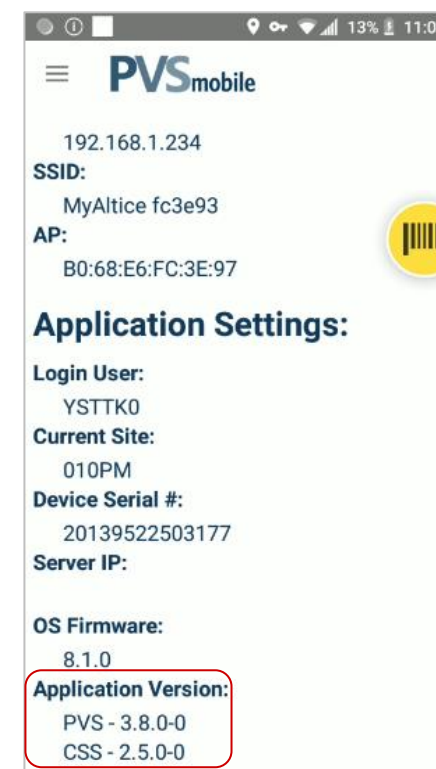 13% 11:0
PVSmobile
192.168.1.234
SSID:
MyAltice fc3e93
AP:
B0:68:E6:FC:3E:97
Application Settings:
Login User:
YSTTK0
Current Site:
010PM
Device Serial #:
20139522503177
Server IP:
OS Firmware:
8.1.0
Application Version:
PVS - 3.8.0-0
CSS - 2.5.0-0